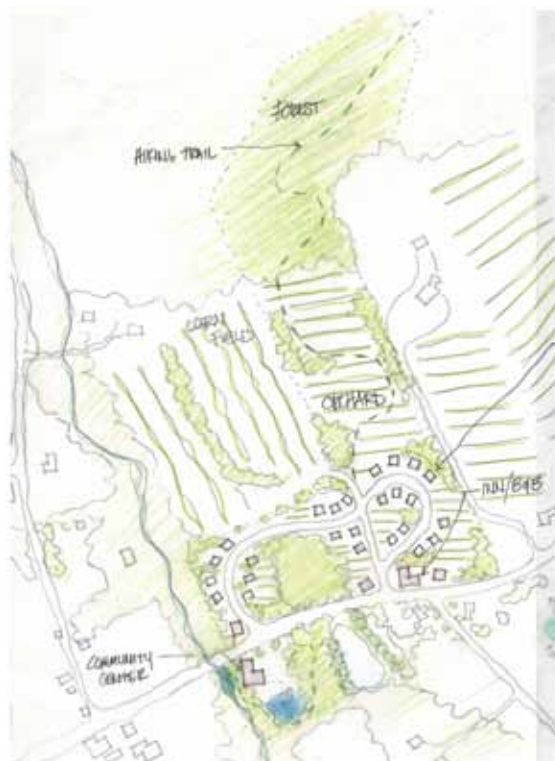 FOREST
HIKING TRAIL
CORN
FIELD
ORCHARD
INN/B&B
COMMUNITY
CENTER